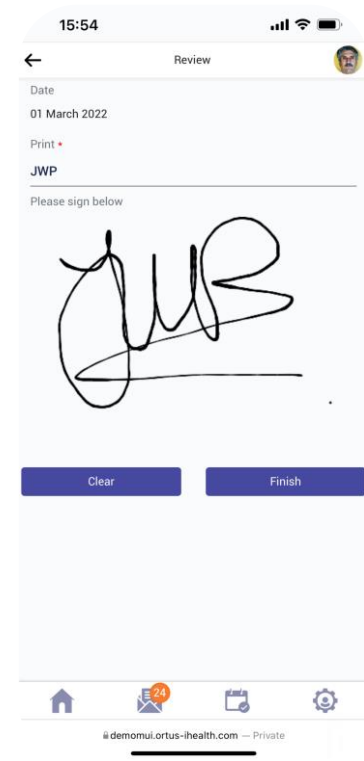 15:54
Review
Date
01 March 2022
Print •
JWP
Please sign below
Clear
Finish
24
demomui.ortus-ihealth.com — Private